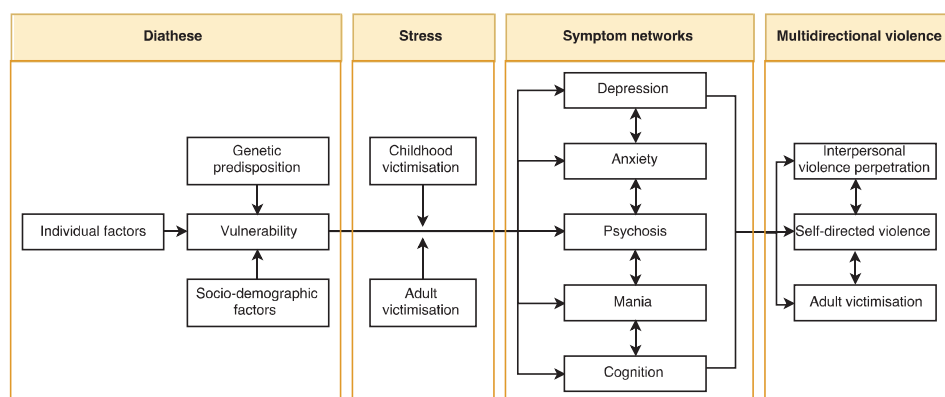 Diathese
Stress
Symptom networks
Multidirectional violence
Genetic
predisposition
Individual factors
Vulnerability
Socio-demographic
factors
Childhood
victimisation
Adult
victimisation
Depression
Anxiety
Psychosis
Mania
Cognition
Interpersonal
violence perpetration
Self-directed violence
Adult victimisation